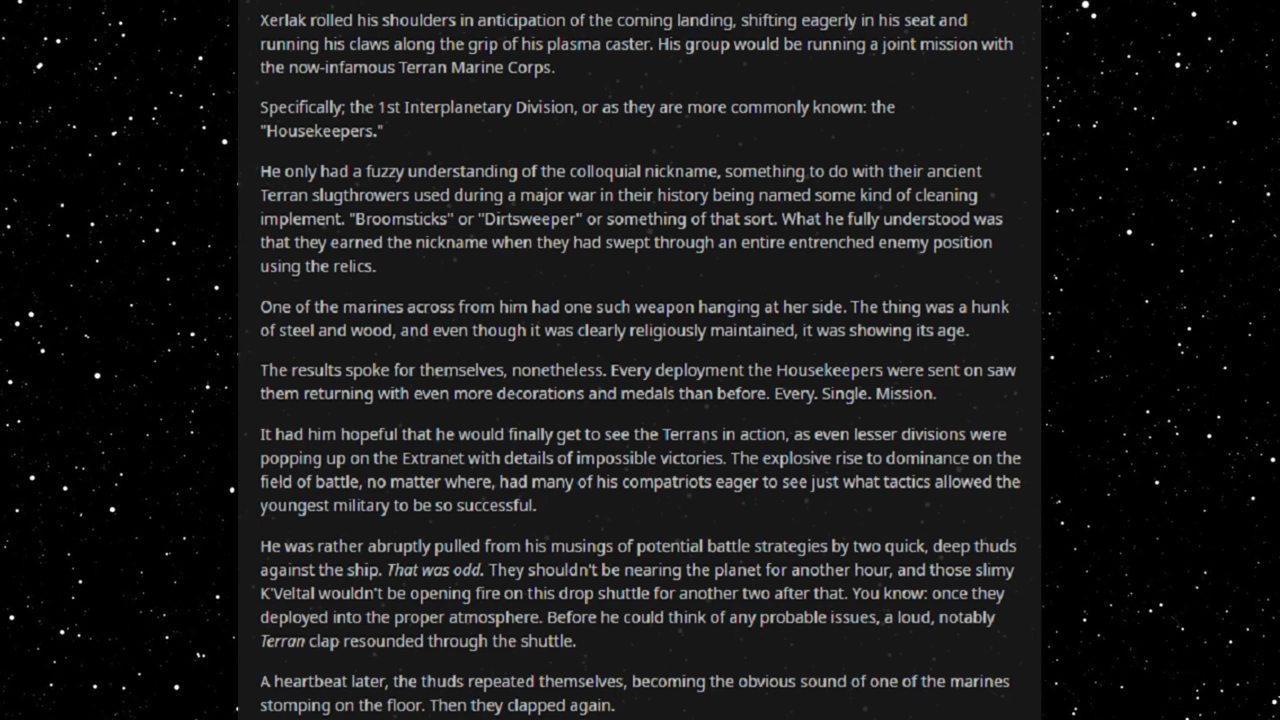 Xerlak rolled his shoulders in anticipation of the coming landing, shifting eagerly in his seat and
running his claws along the grip of his plasma caster. His group would be running a joint mission with
the now-infamous Terran Marine Corps.
Specifically; the 1st Interplanetary Division, or as they are more commonly known: the
"Housekeepers."
He only had a fuzzy understanding of the colloquial nickname, something to do with their ancient
Terran slugthrowers used during a major war in their history being named some kind of cleaning
implement. "Broomsticks" or "Dirtsweeper" or something of that sort. What he fully understood was
that they earned the nickname when they had swept through an entire entrenched enemy position
using the relics.
One of the marines across from him had one such weapon hanging at her side. The thing was a hunk
of steel and wood, and even though it was clearly religiously maintained, it was showing its age.
The results spoke for themselves, nonetheless. Every deployment the Housekeepers were sent on saw
them returning with even more decorations and medals than before. Every. Single. Mission.
It had him hopeful that he would finally get to see the Terrans in action, as even lesser divisions were
popping up on the Extranet with details of impossible victories. The explosive rise to dominance on the
field of battle, no matter where, had many of his compatriots eager to see just what tactics allowed the
youngest military to be so successful.
He was rather abruptly pulled from his musings of potential battle strategies by two quick, deep thuds
against the ship. That was odd. They shouldn't be nearing the planet for another hour, and those slimy
K'Veltal wouldn't be opening fire on this drop shuttle for another two after that. You know: once they
deployed into the proper atmosphere. Before he could think of any probable issues, a loud, notably
Terran clap resounded through the shuttle.
A heartbeat later, the thuds repeated themselves, becoming the obvious sound of one of the marines
stomping on the floor. Then they clapped again.